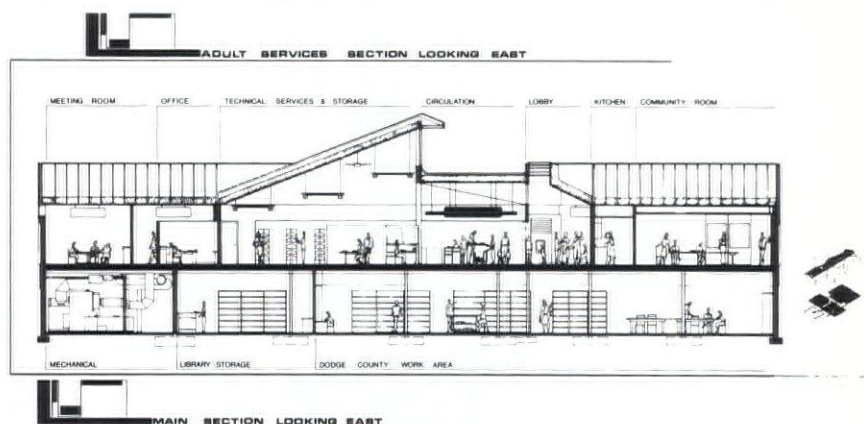 ADULT SERVICES SECTION LOOKING EAST
MEETING ROOM OFFICE TECHNICAL SERVICES & STORAGE CIRCULATION LOBBY KITCHEN COMMUNITY ROOM
MECHANICAL LIBRARY STORAGE DODGE COUNTY WORK AREA
MAIN SECTION LOOKING EAST